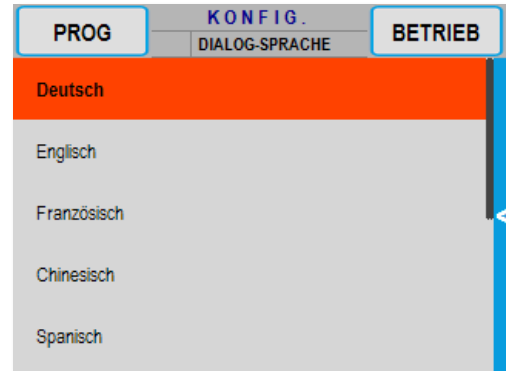 PROG
KONFIG.
DIALOG-SPRACHE
BETRIEB
Deutsch
Englisch
Französisch
Chinesisch
Spanisch